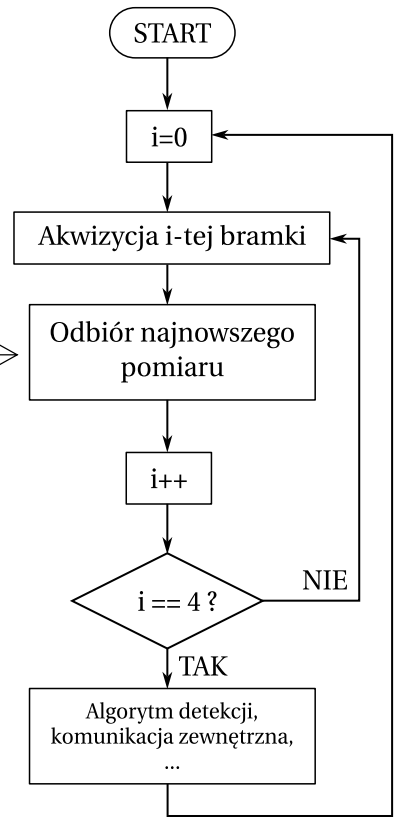 START
i=0
Akwizycja i-tej bramki
Odbiór najnowszego
pomiaru
i++
i == 4 ?
NIE
TAK
Algorytm detekcji,
komunikacja zewnętrzna,
...